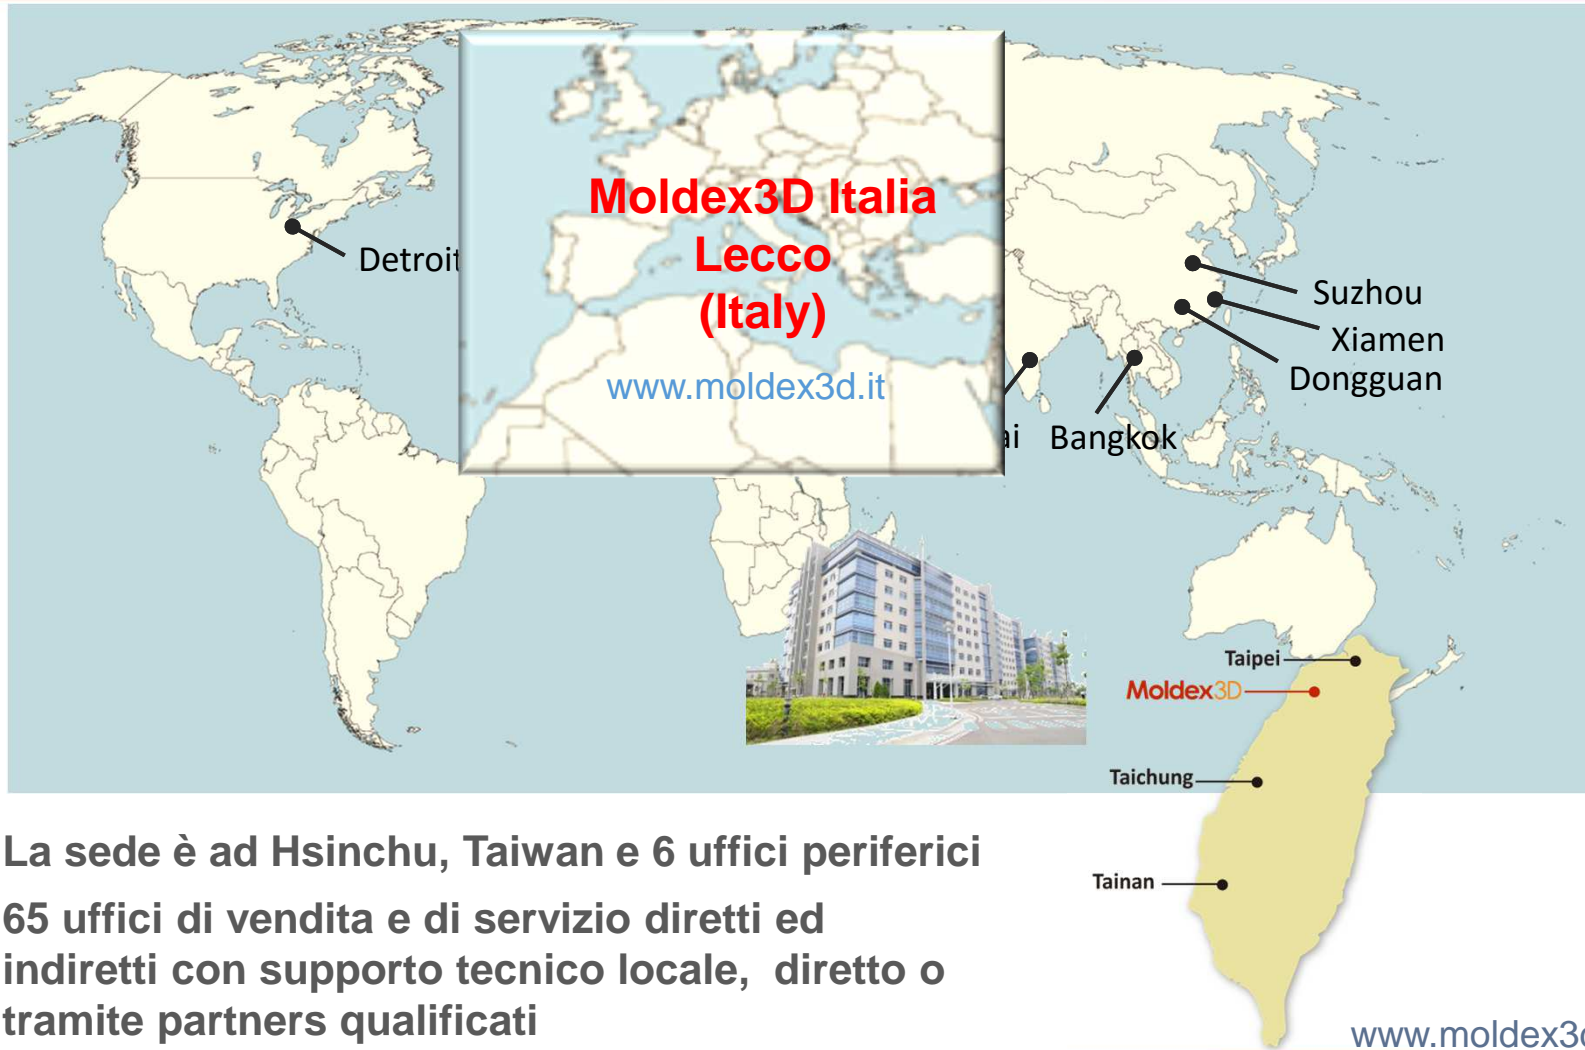 Moldex3D Italia
Lecco
(Italy)
www.moldex3d.it
Detroit
Suzhou
Xiamen
Dongguan
Bangkok
Taipei
Moldex3D
Taichung
Tainan
La sede è ad Hsinchu, Taiwan e 6 uffici periferici
65 uffici di vendita e di servizio diretti ed
indiretti con supporto tecnico locale, diretto o
tramite partners qualificati